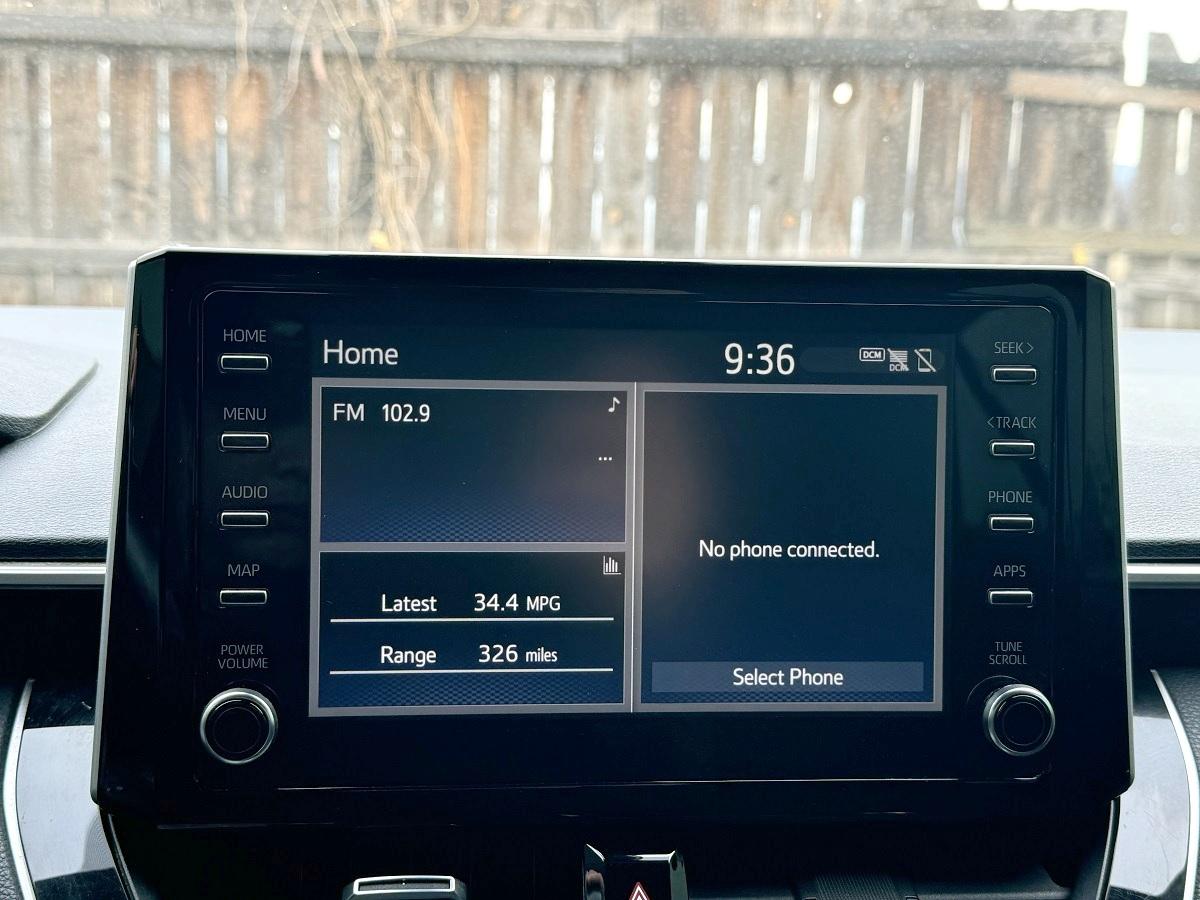 HOME
MENU
AUDIO
MAP
POWER
VOLUME
Home
9:36
DCM
DCM
FM 102.9
...
Latest 34.4 MPG
Range 326 miles
No phone connected.
Select Phone
SEEK >
< TRACK
PHONE
APPS
TUNE
SCROLL